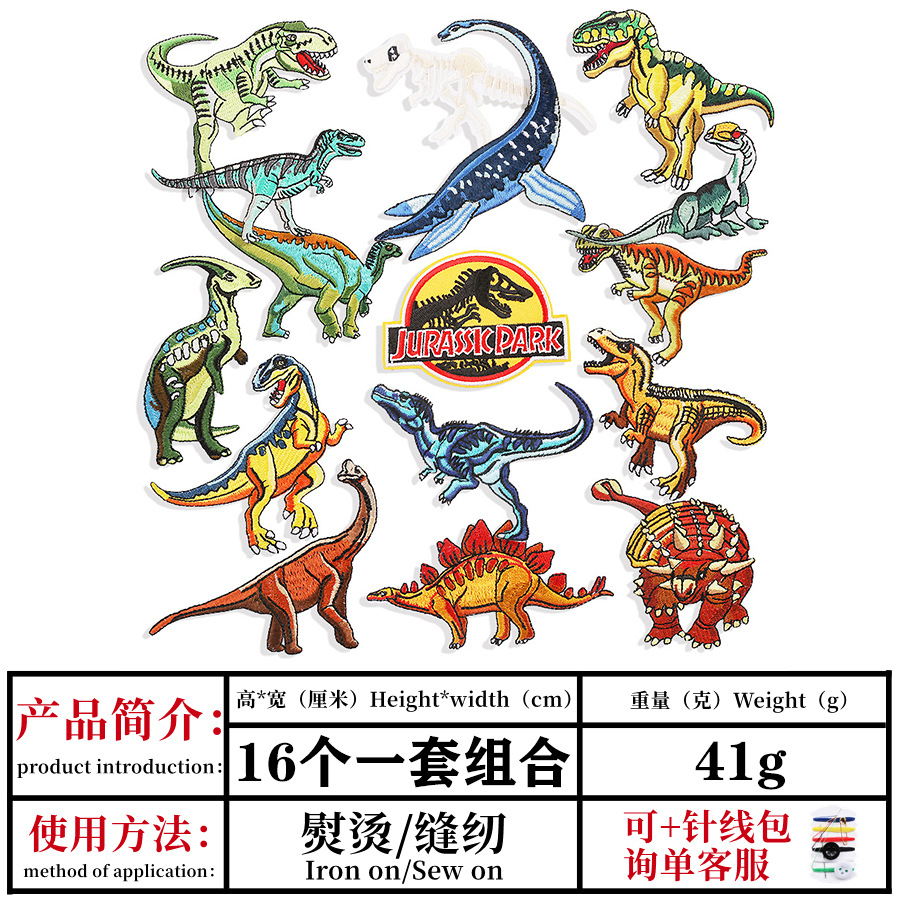 JURASSIC PARK
产品简介：
product introduction：
高*宽（厘米）Height*width（cm）
重量（克）Weight（g）
16个一套组合
41g
使用方法：
method of application：
熨烫/缝纫
Iron on/Sew on
可+针线包
询单客服